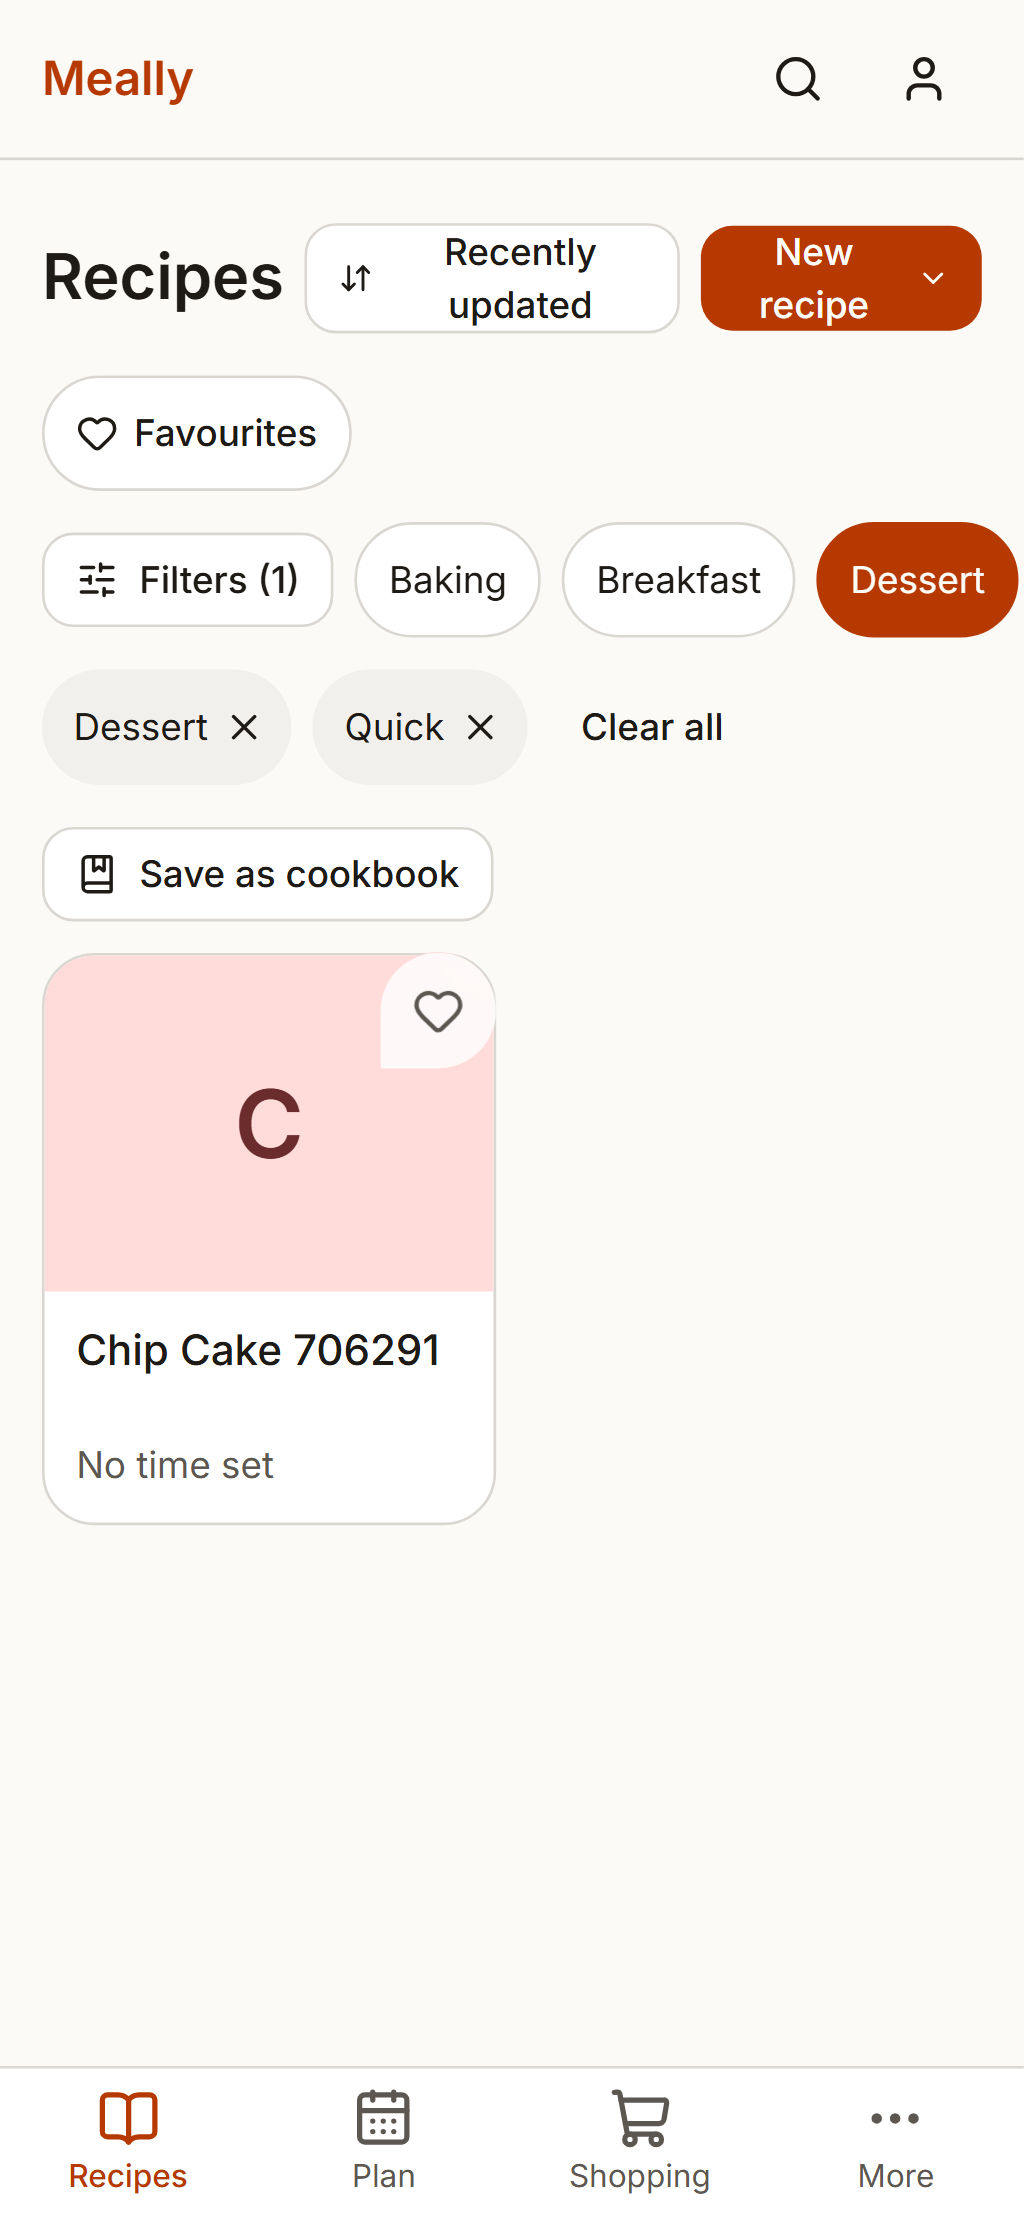 Meally
Recipes
Recently
updated
New
recipe
Favourites
Filters (1)
Baking
Breakfast
Dessert
Dessert
Quick
Clear all
Save as cookbook
C
Chip Cake 706291
No time set
Recipes
Plan
Shopping
More